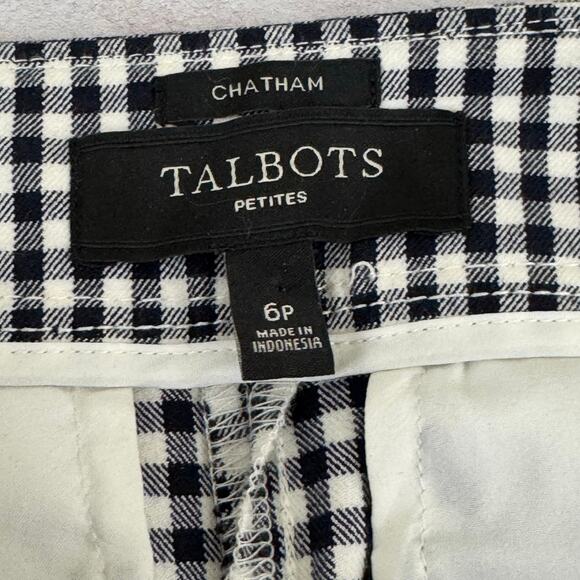 CHATHAM
TALBOTS
PETITES
6P
MADE IN
INDONESIA